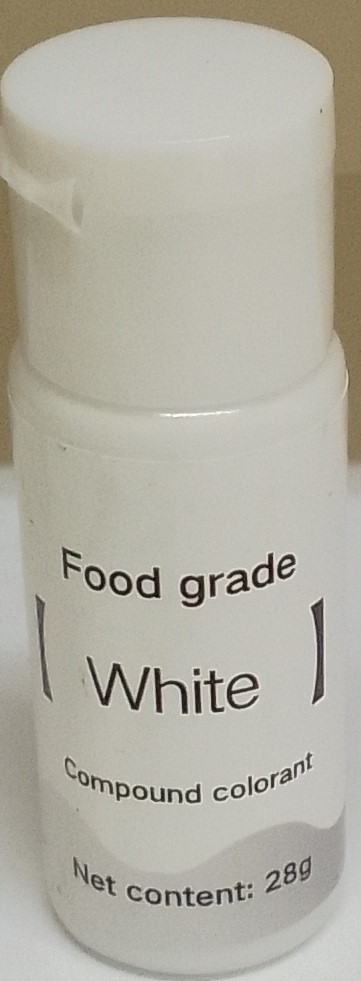 Food grade
【White】
Compound colorant
Net content: 28g